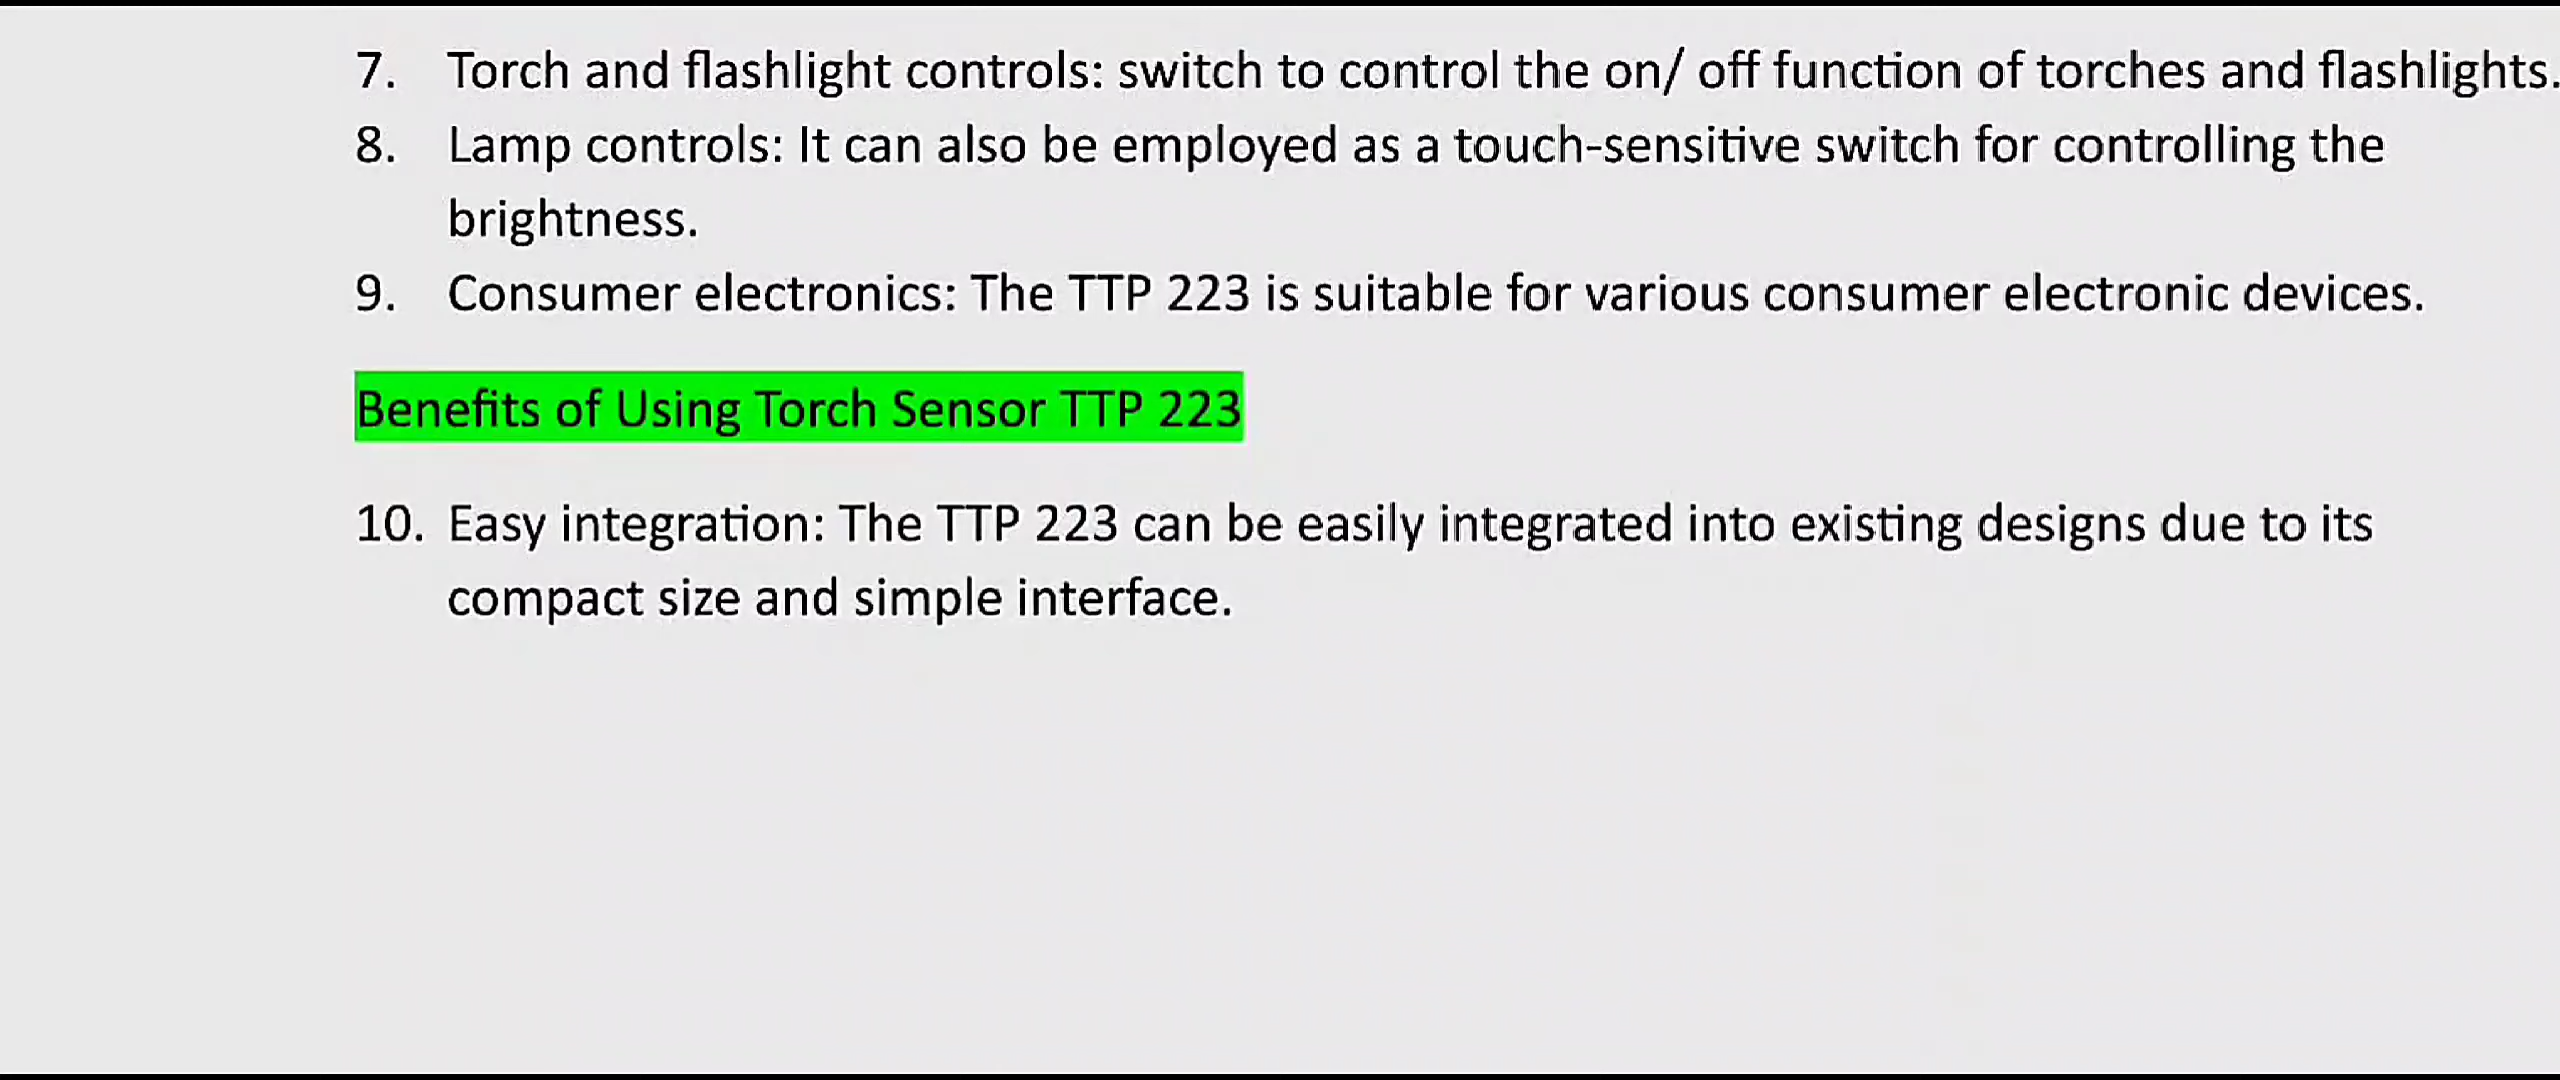 7. Torch and flashlight controls: switch to control the on/ off function of torches and flashlights.
8. Lamp controls: It can also be employed as a touch-sensitive switch for controlling the
brightness.
9. Consumer electronics: The TTP 223 is suitable for various consumer electronic devices.
Benefits of Using Torch Sensor TTP 223
10. Easy integration: The TTP 223 can be easily integrated into existing designs due to its
compact size and simple interface.